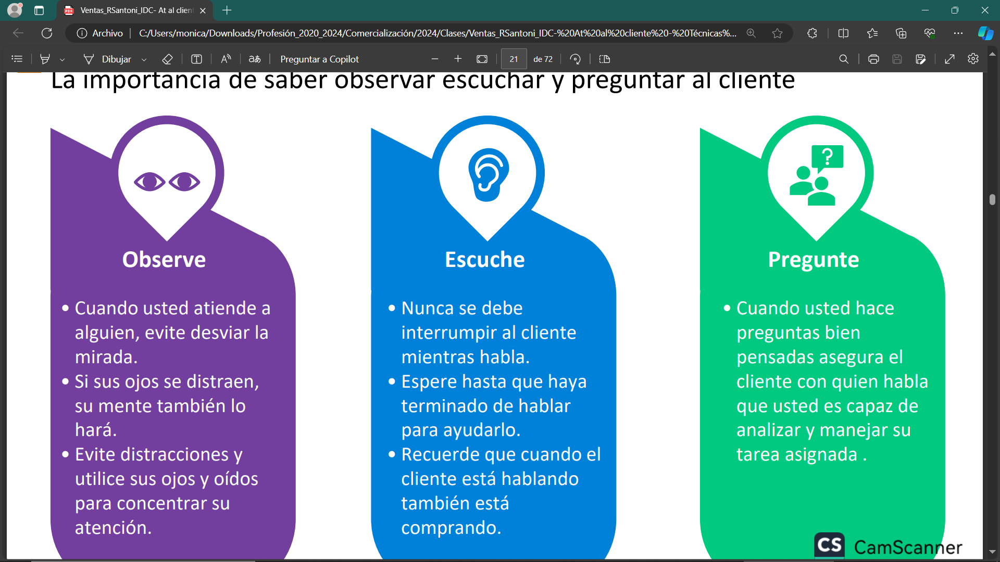 Ventas_RSantoni_IDC- At al client
Archivo
C:/Users/monica/Downloads/Profesión_2020_2024/Comercialización/2024/Clases/Ventas_RSantoni_IDC-%20At%20al%20cliente%20-%20Técnicas%...
Dibujar
Preguntar a Copilot
21 de 72
La importancia de saber observar escuchar y preguntar al cliente
Observe
• Cuando usted atiende a
alguien, evite desviar la
mirada.
• Si sus ojos se distraen,
su mente también lo
hará.
• Evite distracciones y
utilice sus ojos y oídos
para concentrar su
atención.
Escuche
• Nunca se debe
interrumpir al cliente
mientras habla.
• Espere hasta que haya
terminado de hablar
para ayudarlo.
• Recuerde que cuando el
cliente está hablando
también está
comprando.
?
Pregunte
• Cuando usted hace
preguntas bien
pensadas asegura el
cliente con quien habla
que usted es capaz de
analizar y manejar su
tarea asignada .
CS CamScanner